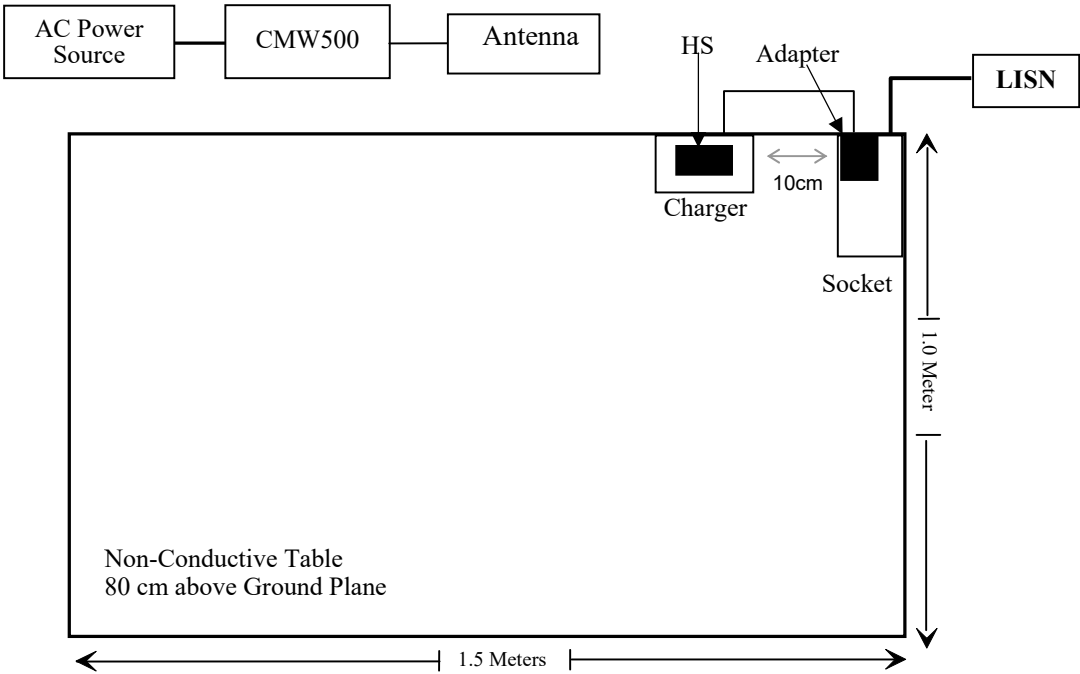 AC Power
Source
CMW500
Antenna
HS
Adapter
LISN
10cm
Charger
Socket
1.0 Meter
Non-Conductive Table
80 cm above Ground Plane
1.5 Meters